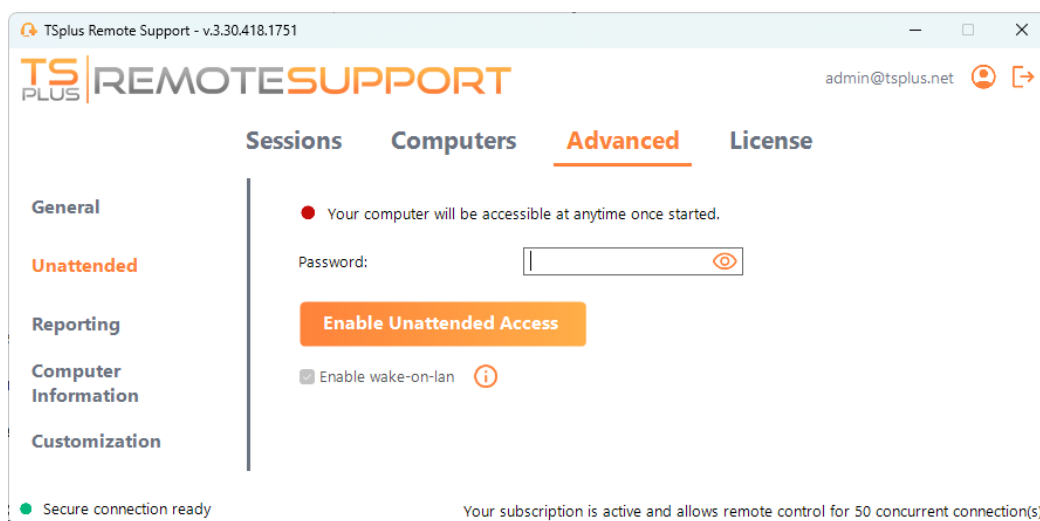 TSplus Remote Support - v.3.30.418.1751
TS PLUS REMOTESUPPORT
admin@tsplus.net
Sessions Computers Advanced License
General
Unattended
Reporting
Computer
Information
Customization
Your computer will be accessible at anytime once started.
Password:
Enable Unattended Access
Enable wake-on-lan
Secure connection ready
Your subscription is active and allows remote control for 50 concurrent connection(s)